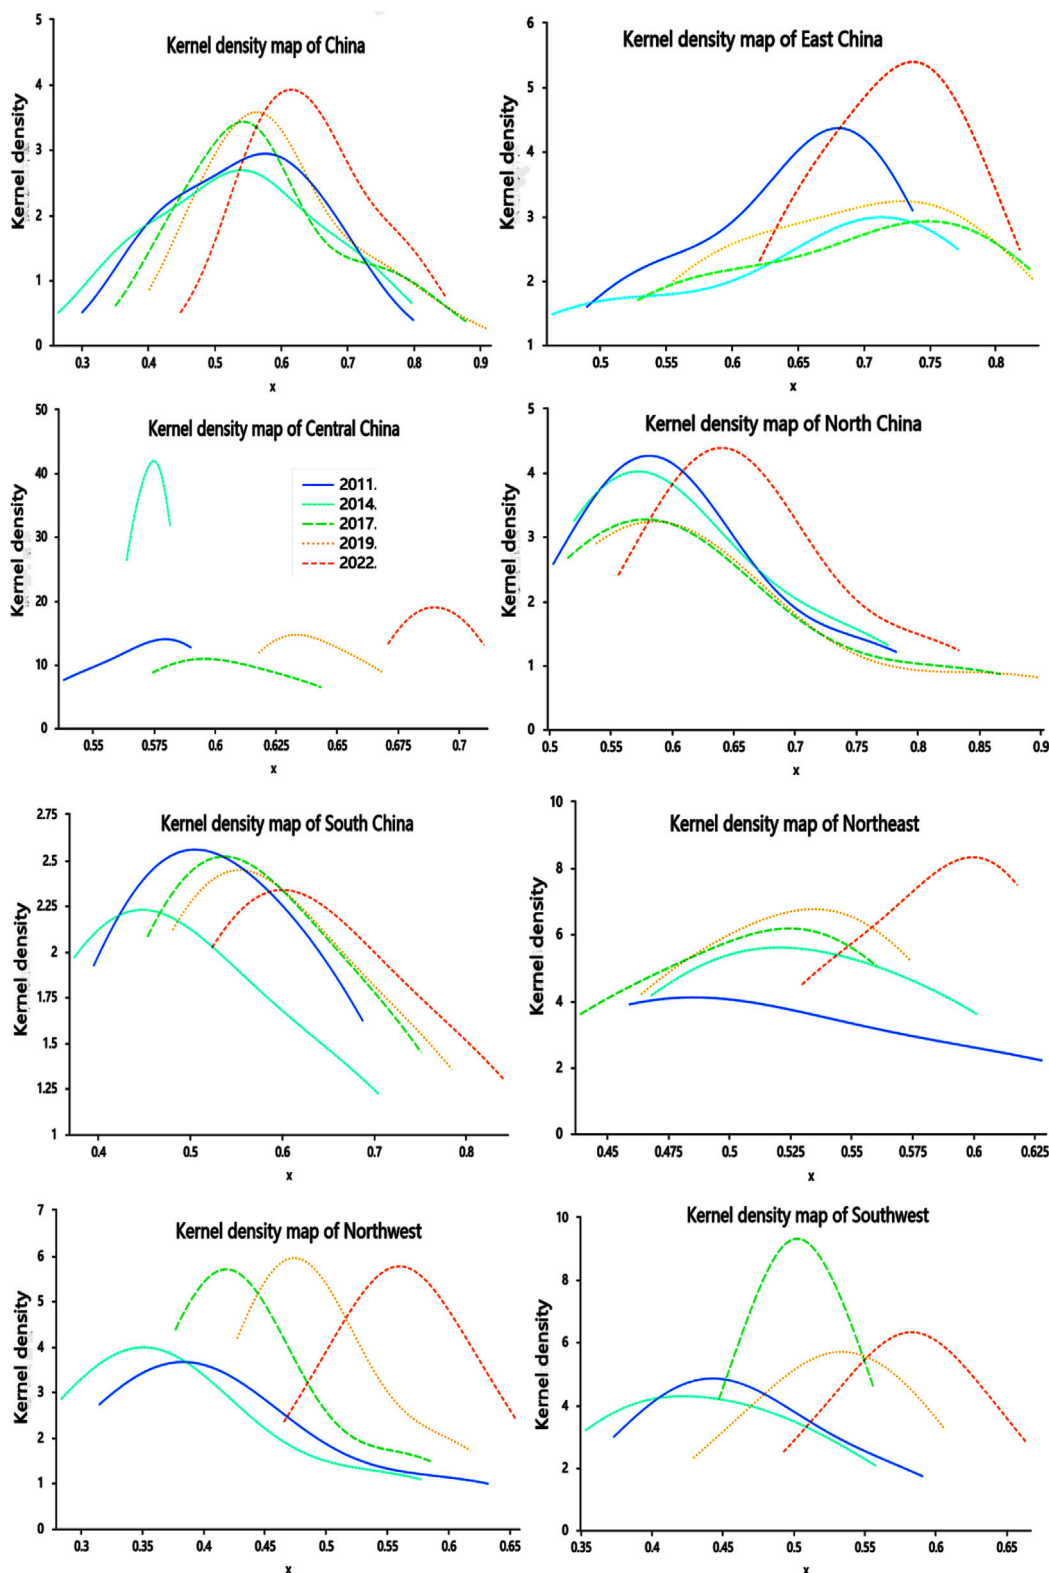 Kernel density map of China
Kernel density
5
4
3
2
1
0
0.3 0.4 0.5 0.6 0.7 0.8 0.9
x
Kernel density map of East China
Kernel density
6
5
4
3
2
1
0.5 0.55 0.6 0.65 0.7 0.75 0.8
x
Kernel density map of Central China
Kernel density
50
40
30
20
10
0
2011.
2014.
2017.
2019.
2022.
0.55 0.575 0.6 0.625 0.64 0.65 0.675 0.7
x
Kernel density map of North China
Kernel density
5
4
3
2
1
0
0.5 0.55 0.6 0.65 0.7 0.75 0.8 0.85 0.9
x
Kernel density map of South China
Kernel density
2.75
2.5
2.25
2
1.75
1.5
1.25
1
0.4 0.5 0.6 0.7 0.8
x
Kernel density map of Northeast
Kernel density
10
8
6
4
2
0
0.45 0.475 0.5 0.525 0.55 0.575 0.6 0.625
x
Kernel density map of Northwest
Kernel density
7
6
5
4
3
2
1
0
0.3 0.35 0.4 0.45 0.5 0.55 0.6 0.65
x
Kernel density map of Southwest
Kernel density
10
8
6
4
2
0
0.35 0.4 0.45 0.5 0.55 0.6 0.65
x